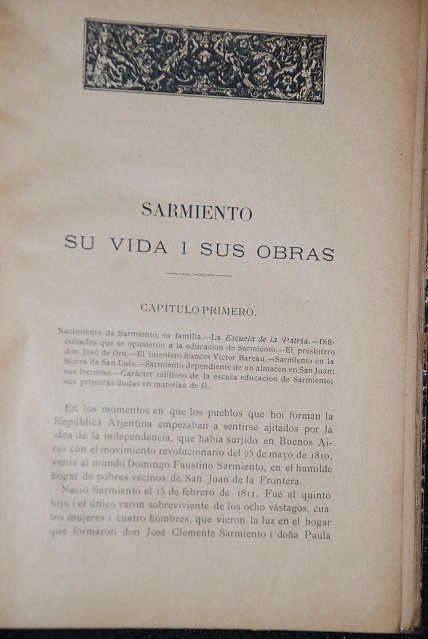 SARMIENTO
SU VIDA I SUS OBRAS
CAPÍTULO PRIMERO.
Nacimiento de Sarmiento; su familia.—La Escuela de la Patria.—Difi-
cultades que se opusieron a la educacion de Sarmiento.—El presbitero
don José de Oro.—El injeniero frances Victor Bareau.—Sarmiento en la
Sierra de San Luis.—Sarmiento dependiente de un almacen en San Juan;
sus lecturas.—Carácter relijioso de la escasa educacion de Sarmiento;
sus primeras dudas en materias de fé.
En los momentos en que los pueblos que hoi forman la
República Arjentina empezaban a sentirse ajitados por la
idea de la independencia, que habia surjido en Buenos Ai-
res con el movimiento revolucionario del 25 de mayo de 1810,
venia al mundo Domingo Faustino Sarmiento, en el humilde
hogar de pobres vecinos de San Juan de la Frontera.
Nació Sarmiento el 15 de febrero de 1811. Fué el quinto
hijo i el único varon sobreviviente de los ocho vástagos, cua-
tro mujeres i cuatro hombres, que vieron la luz en el hogar
que formaron don José Clemente Sarmiento i doña Paula